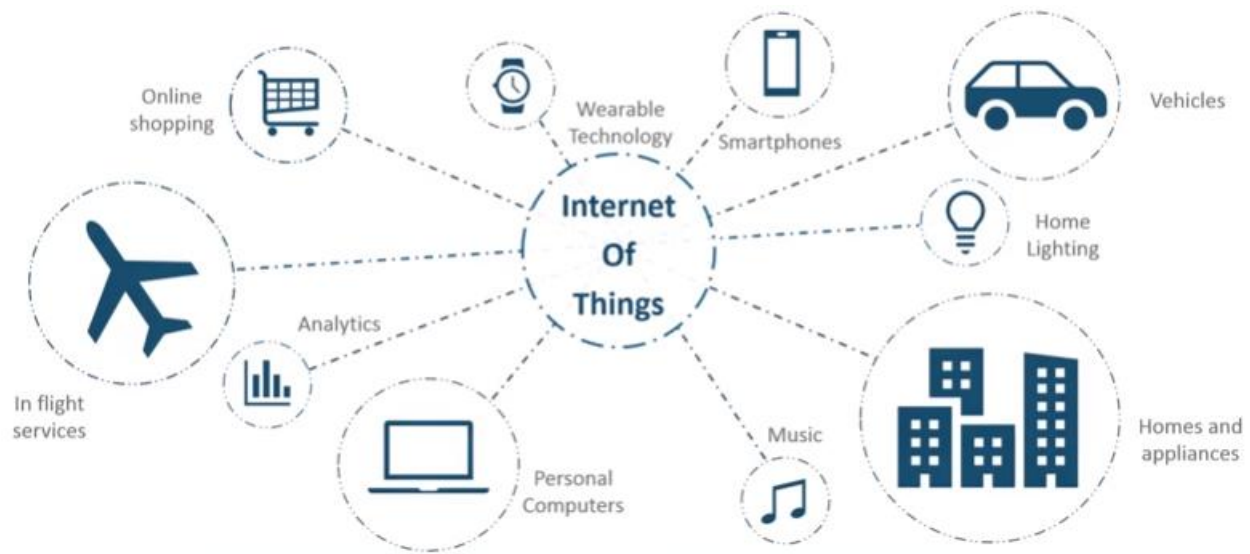 Online
shopping
Wearable
Technology
Smartphones
Vehicles
Internet
Of
Things
Home
Lighting
Analytics
In flight
services
Personal
Computers
Music
Homes and
appliances